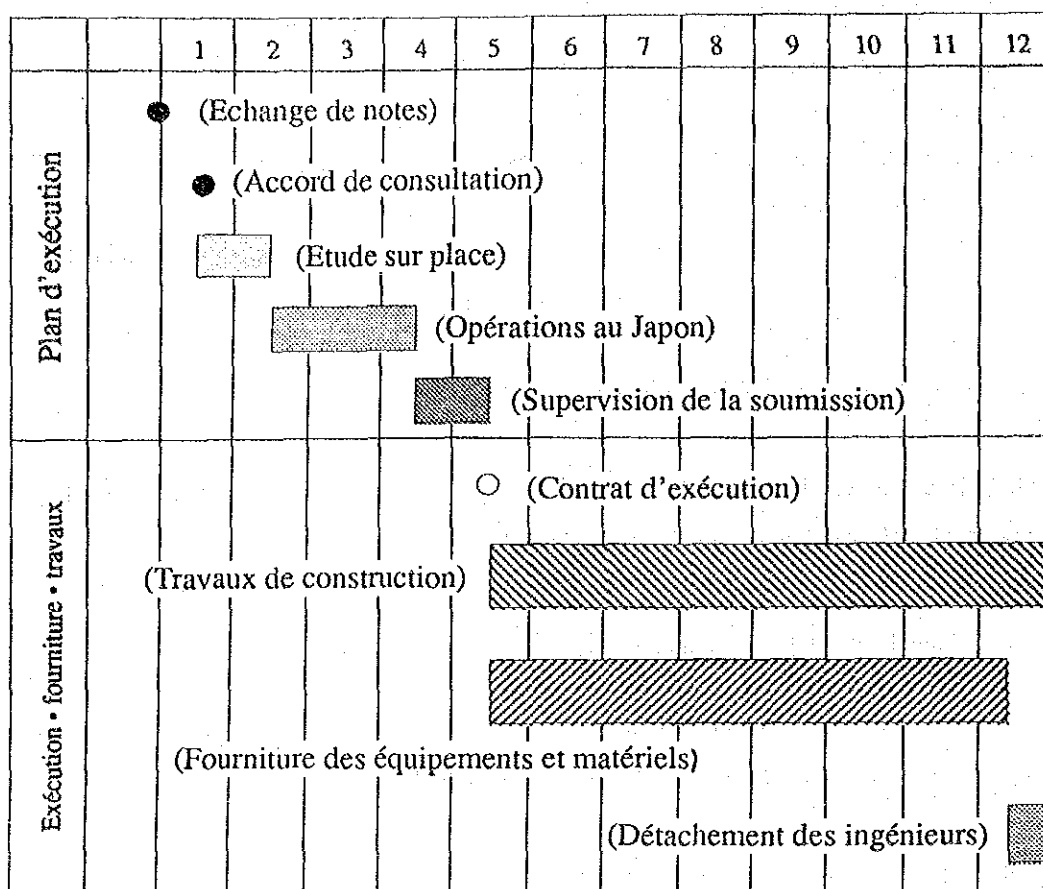 1 2 3 4 5 6 7 8 9 10 11 12
Plan d'exécution
(Echange de notes)
(Accord de consultation)
(Etude sur place)
(Opérations au Japon)
(Supervision de la soumission)
Exécution • fourniture • travaux
(Contrat d'exécution)
(Travaux de construction)
(Fourniture des équipements et matériels)
(Détachement des ingénieurs)